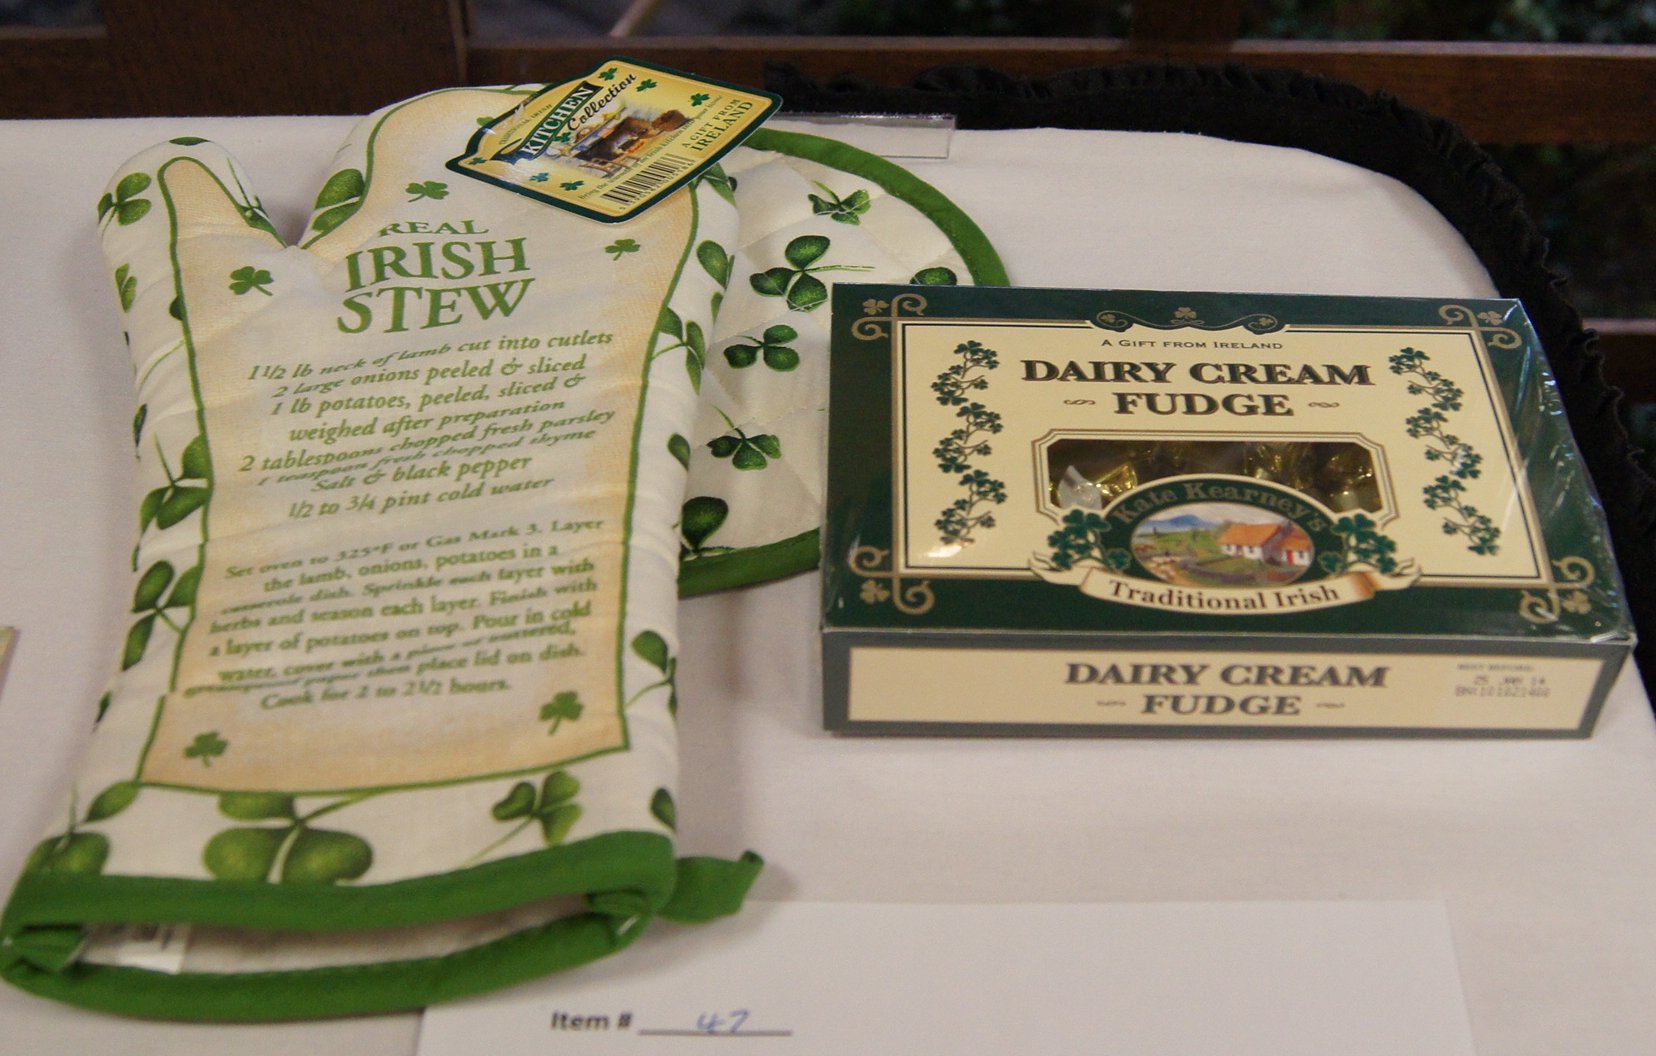 KITCHEN
Collection
A GIFT FROM
IRELAND
REAL
IRISH
STEW
1 1/2 lb neck of lamb cut into cutlets
2 large onions peeled & sliced
1 lb potatoes, peeled, sliced &
weighed after preparation
2 tablespoons chopped fresh parsley
1 teaspoon fresh chopped thyme
Salt & black pepper
1/2 to 3/4 pint cold water
Set oven to 325°F or Gas Mark 3. Layer
the lamb, onions, potatoes in a
casserole dish. Sprinkle each layer with
herbs and season each layer. Finish with
a layer of potatoes on top. Pour in cold
water, cover with a piece of buttered,
greaseproof paper then place lid on dish.
Cook for 2 to 2 1/2 hours.
A GIFT FROM IRELAND
DAIRY CREAM
FUDGE
Kate Kearney's
Traditional Irish
DAIRY CREAM
FUDGE
BEST BEFORE:
25 JAN 14
Item # 47